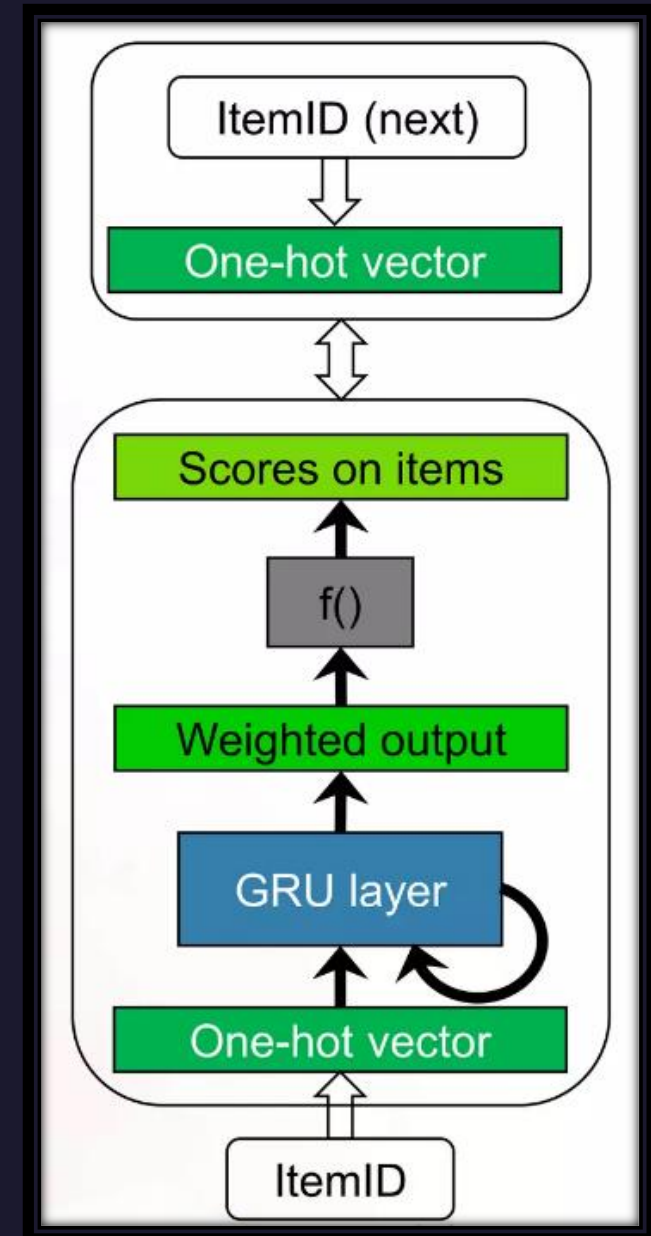 ItemID (next)
One-hot vector
Scores on items
f()
Weighted output
GRU layer
One-hot vector
ItemID